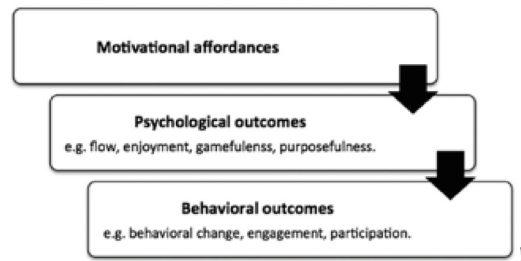 Motivational affordances
Psychological outcomes
e.g. flow, enjoyment, gamefulenss, purposefulness.
Behavioral outcomes
e.g. behavioral change, engagement, participation.